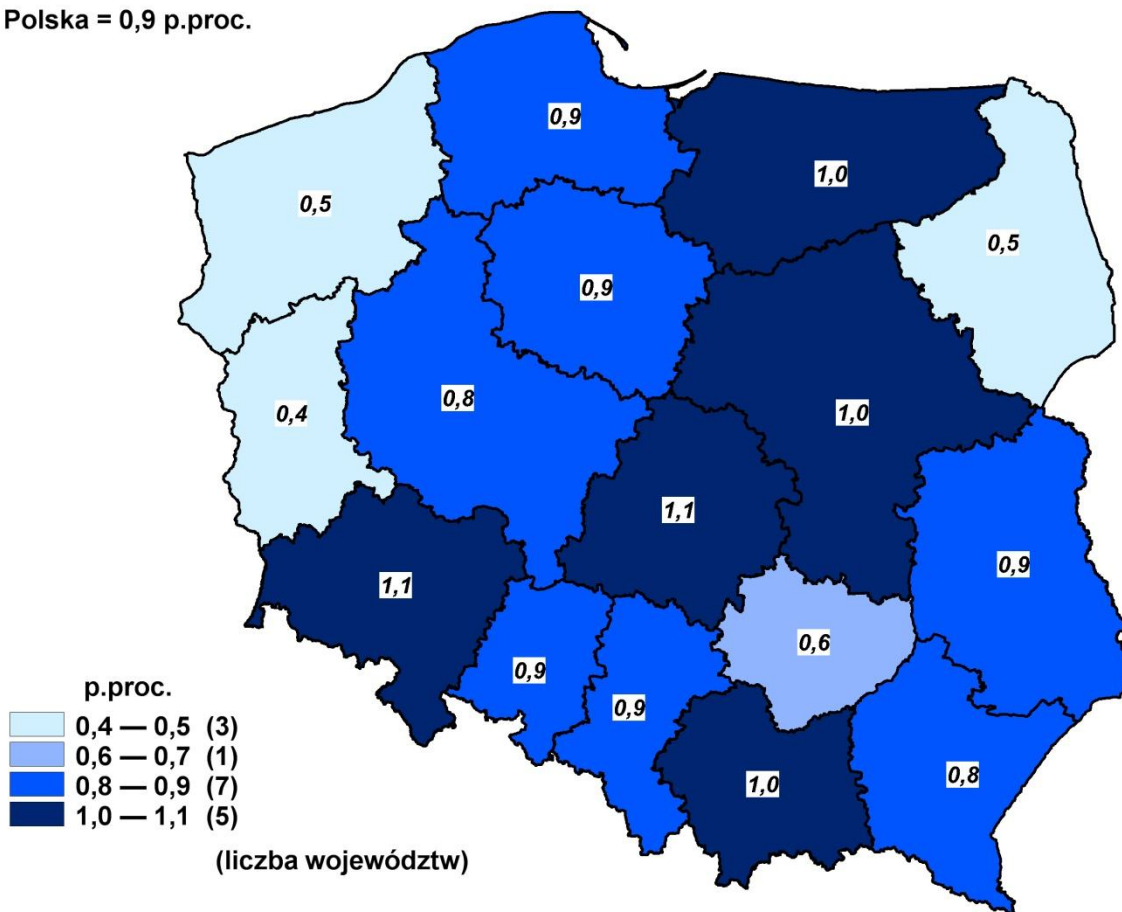 Polska = 0,9 p.proc.
0,9
1,0
0,5
0,5
0,9
0,8
0,4
1,0
1,1
0,9
1,1
0,6
0,9
0,9
1,0
0,8
p.proc.
0,4 — 0,5 (3)
0,6 — 0,7 (1)
0,8 — 0,9 (7)
1,0 — 1,1 (5)
(liczba województw)